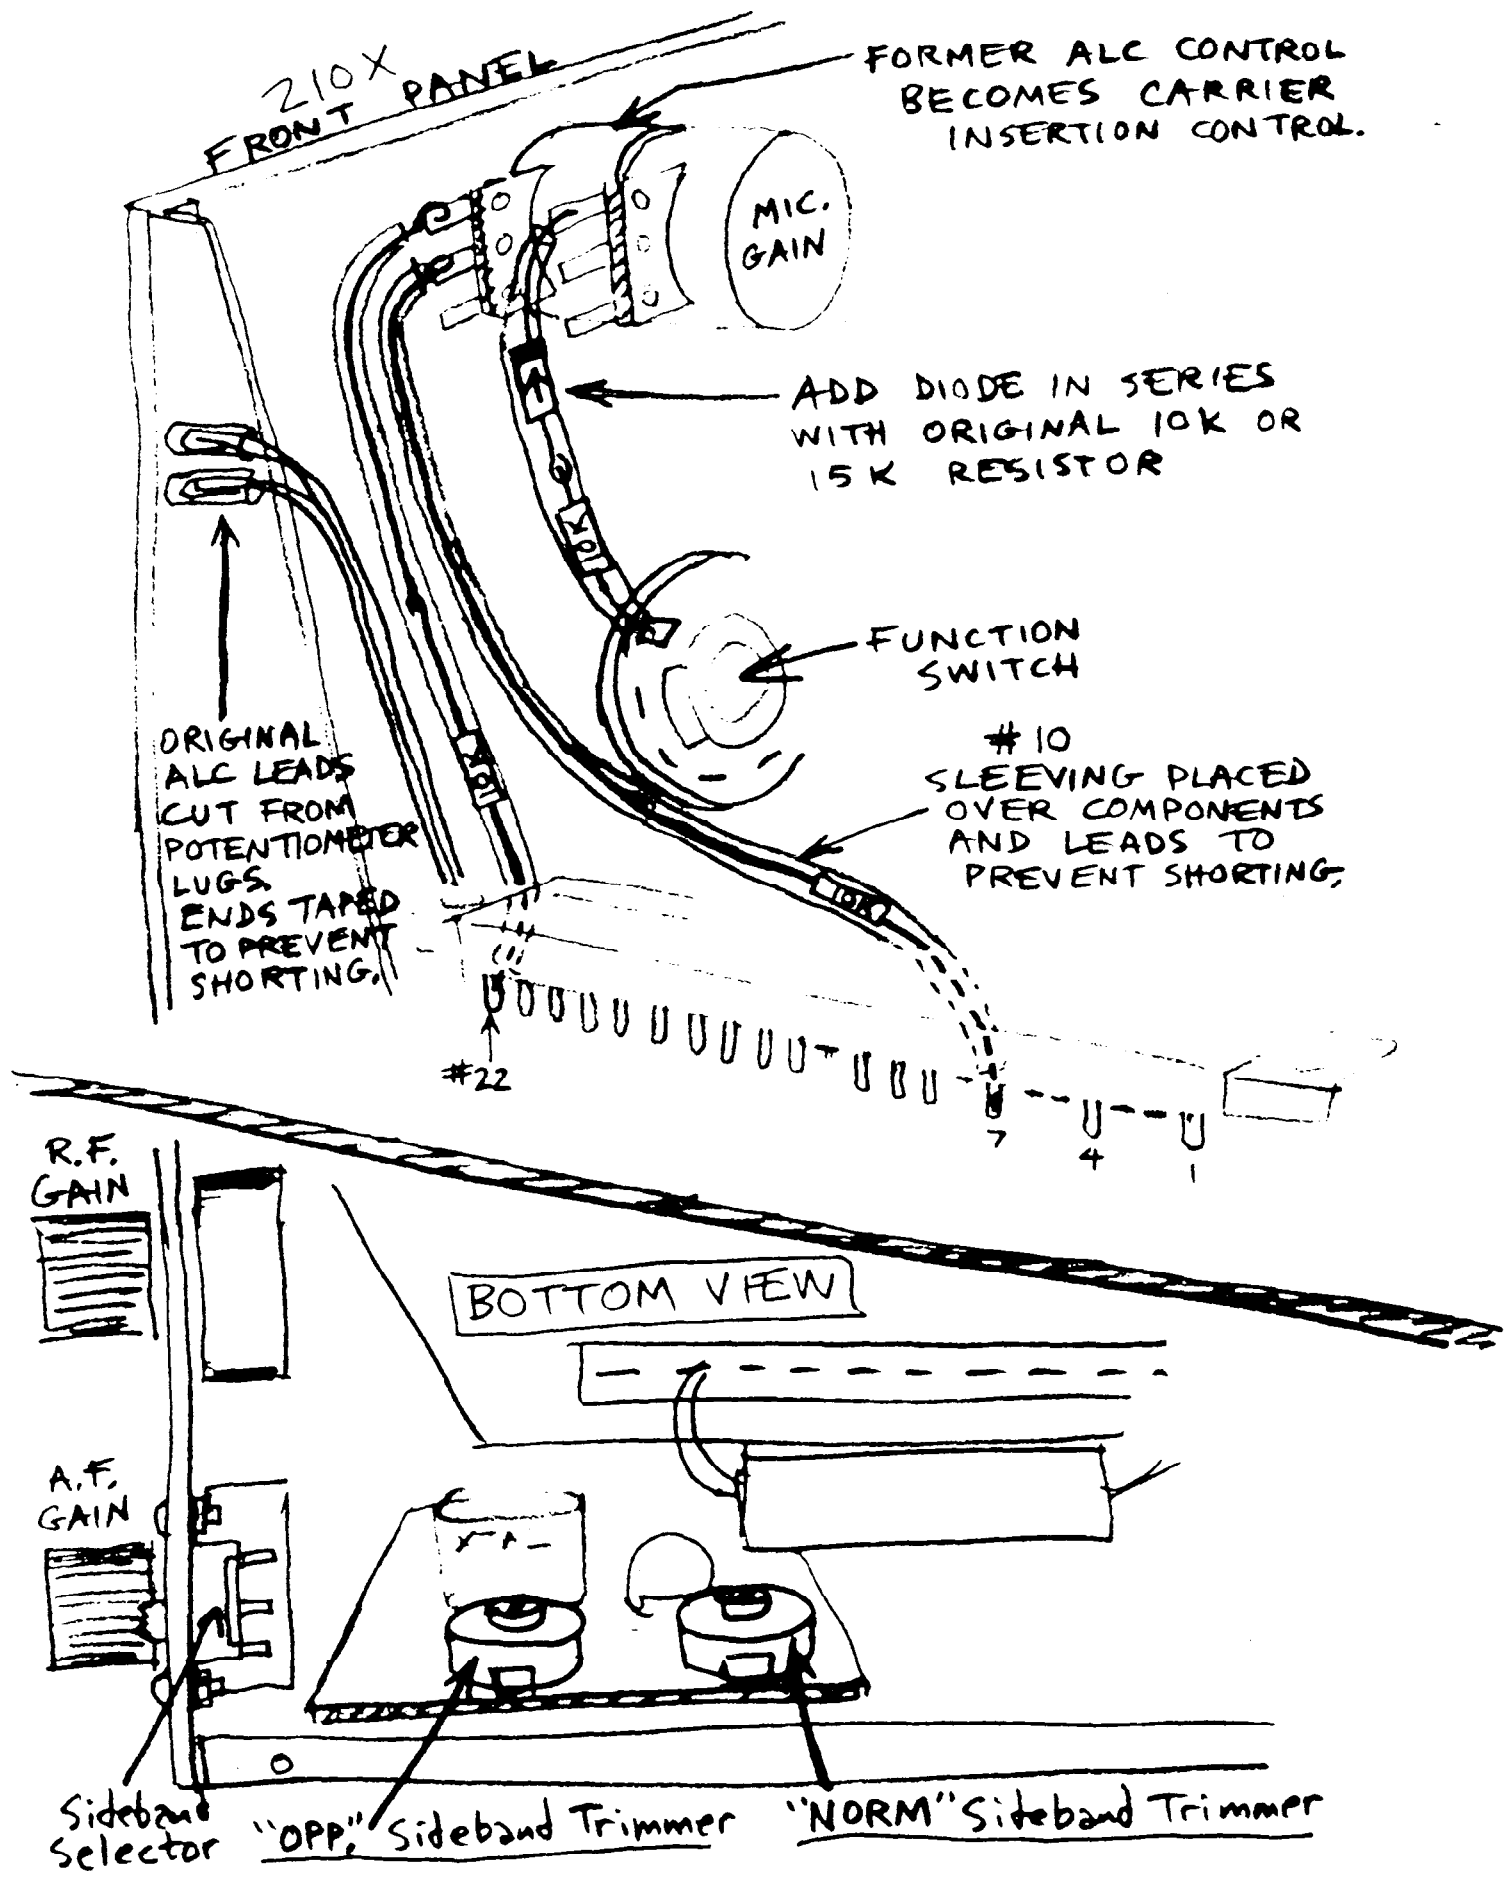 210X
FRONT PANEL
FORMER ALC CONTROL
BECOMES CARRIER
INSERTION CONTROL.
MIC.
GAIN
ADD DIODE IN SERIES
WITH ORIGINAL 10K OR
15K RESISTOR
10K
FUNCTION
SWITCH
ORIGINAL
ALC LEADS
CUT FROM
POTENTIOMETER
LUGS.
ENDS TAPED
TO PREVENT
SHORTING.
10K
#10
SLEEVING PLACED
OVER COMPONENTS
AND LEADS TO
PREVENT SHORTING.
10K
#22
7
4
1
R.F.
GAIN
BOTTOM VIEW
A.F.
GAIN
Sideband
Selector
"OPP." Sideband Trimmer
"NORM" Sideband Trimmer